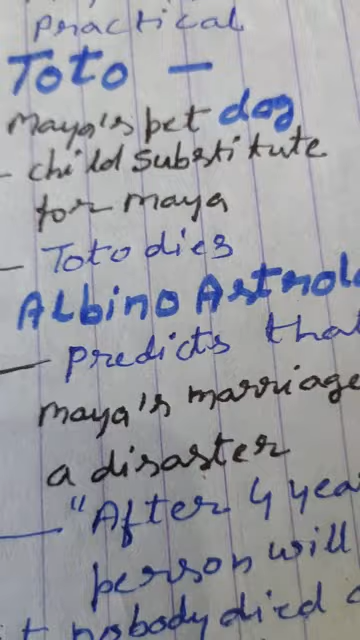 practical
Toto -
Maya's pet dog
- child substitute
for maya
- Toto dies
Albino Astrol
- predicts that
maya's marriage
a disaster
- "After 4 yea
person will
nobody died